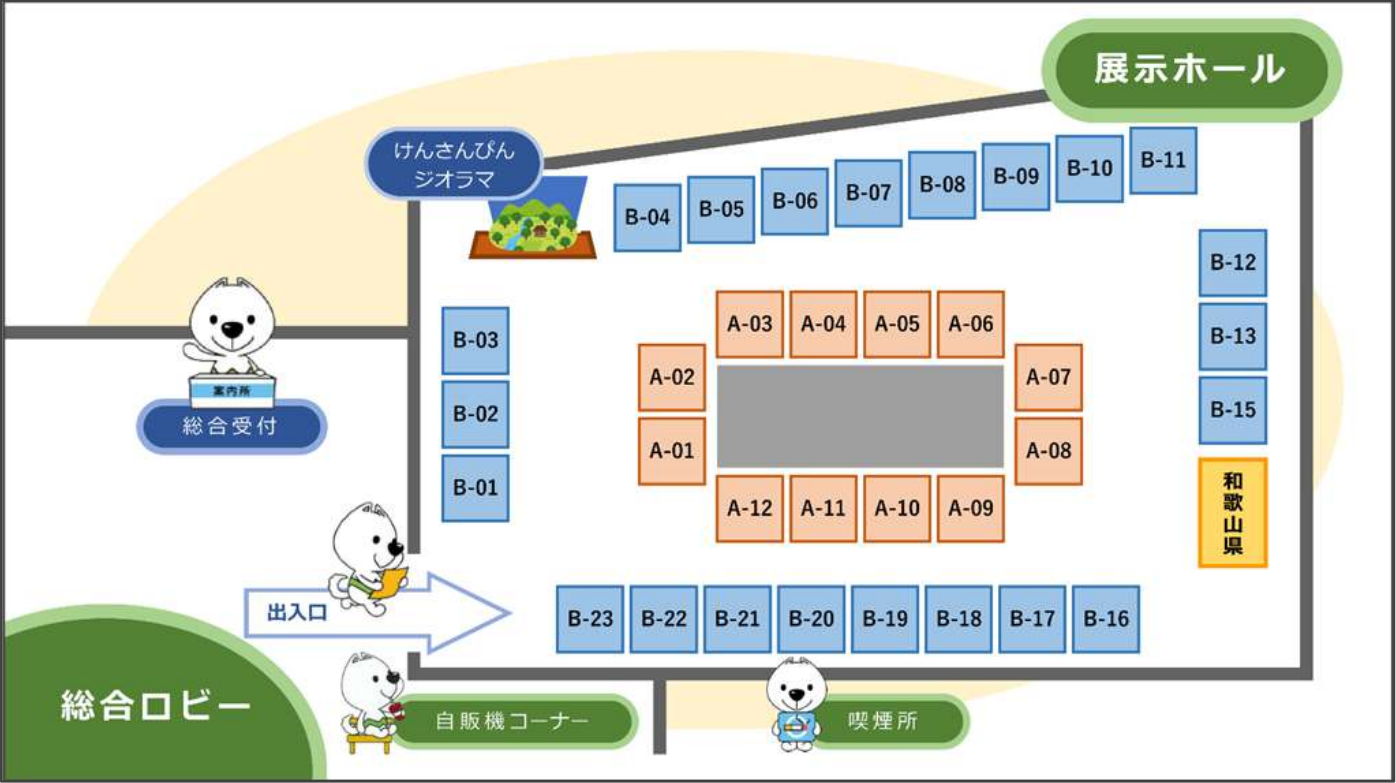 展示ホール
けんさんぴん
ジオラマ
B-04
B-05
B-06
B-07
B-08
B-09
B-10
B-11
B-12
B-13
B-15
和歌山県
B-03
B-02
B-01
A-03
A-04
A-05
A-06
A-02
A-01
A-07
A-08
A-12
A-11
A-10
A-09
案内所
総合受付
出入口
B-23
B-22
B-21
B-20
B-19
B-18
B-17
B-16
総合ロビー
自販機コーナー
喫煙所